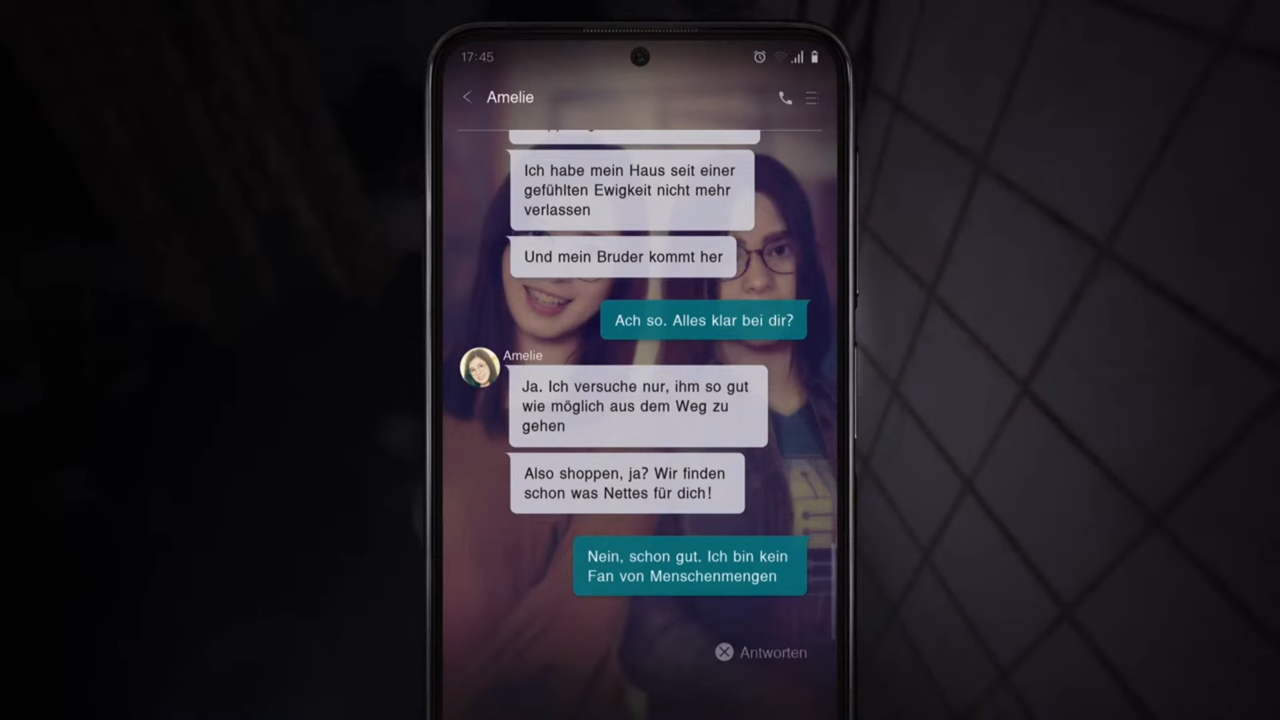 17:45
Amelie
Ich habe mein Haus seit einer
gefühlten Ewigkeit nicht mehr
verlassen
Und mein Bruder kommt her
Ach so. Alles klar bei dir?
Amelie
Ja. Ich versuche nur, ihm so gut
wie möglich aus dem Weg zu
gehen
Also shoppen, ja? Wir finden
schon was Nettes für dich!
Nein, schon gut. Ich bin kein
Fan von Menschenmengen
Antworten